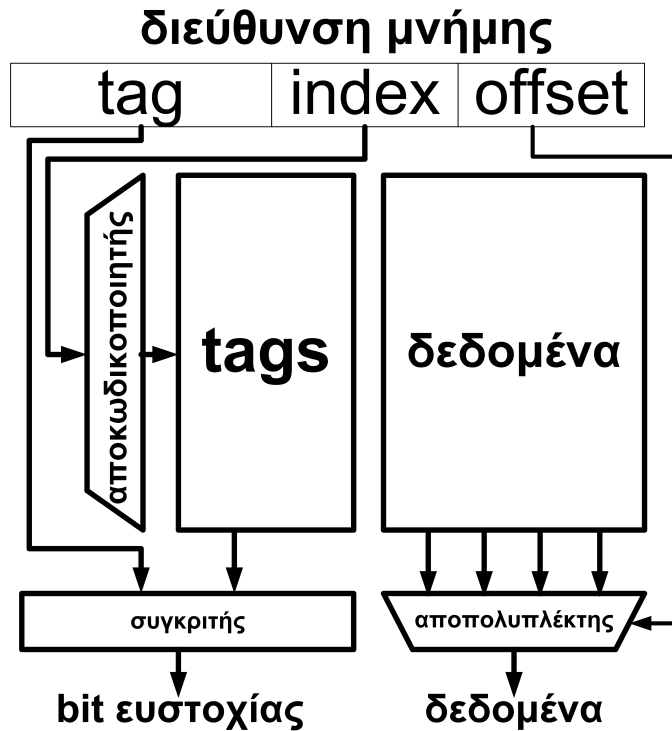 διεύθυνση μνήμης
tag index offset
αποκωδικοποιητής
tags
δεδομένα
συγκριτής
αποπολυπλέκτης
bit ευστοχίας
δεδομένα